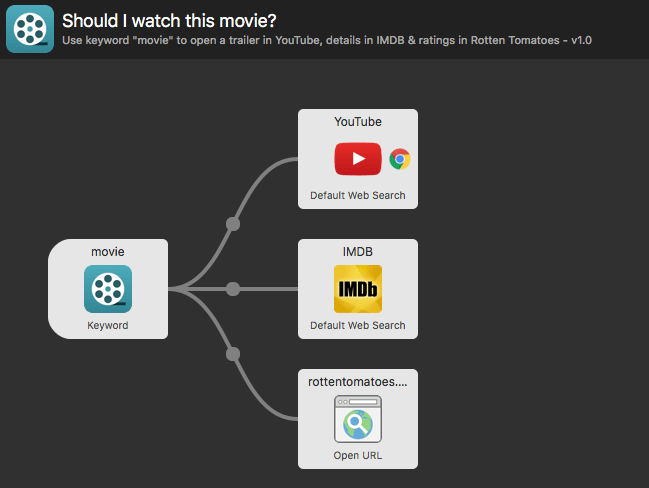 Should I watch this movie?
Use keyword "movie" to open a trailer in YouTube, details in IMDB & ratings in Rotten Tomatoes - v1.0
YouTube
Default Web Search
movie
Keyword
IMDB
IMDb
Default Web Search
rottentomatoes....
Open URL